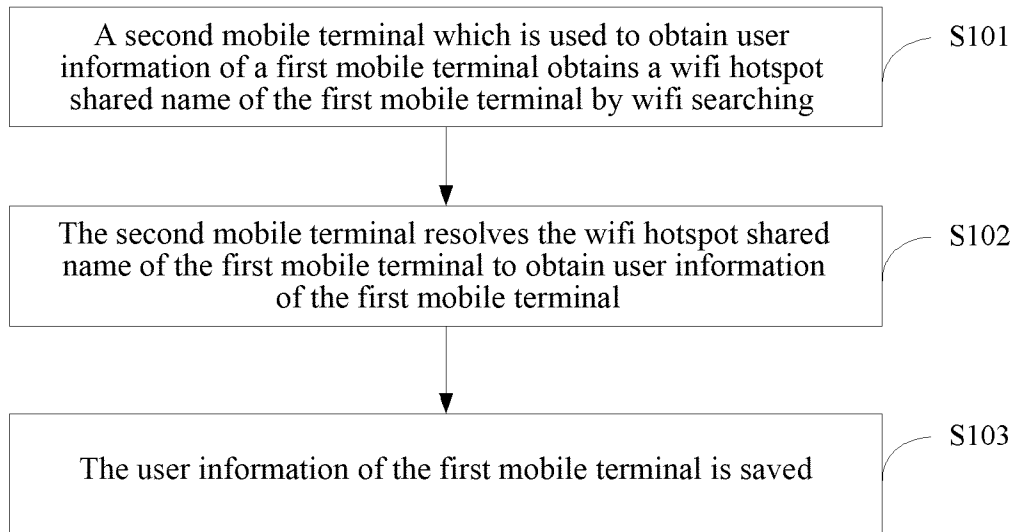 A second mobile terminal which is used to obtain user
information of a first mobile terminal obtains a wifi hotspot
shared name of the first mobile terminal by wifi searching
S101
The second mobile terminal resolves the wifi hotspot shared
name of the first mobile terminal to obtain user information
of the first mobile terminal
S102
The user information of the first mobile terminal is saved
S103